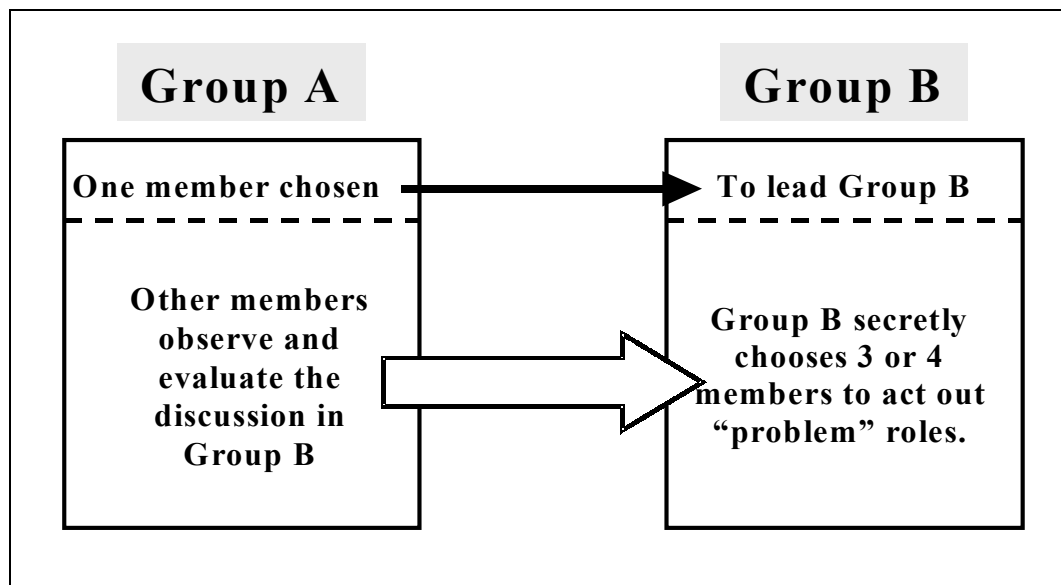 Group A
One member chosen
Other members
observe and
evaluate the
discussion in
Group B
Group B
To lead Group B
Group B secretly
chooses 3 or 4
members to act out
“problem” roles.